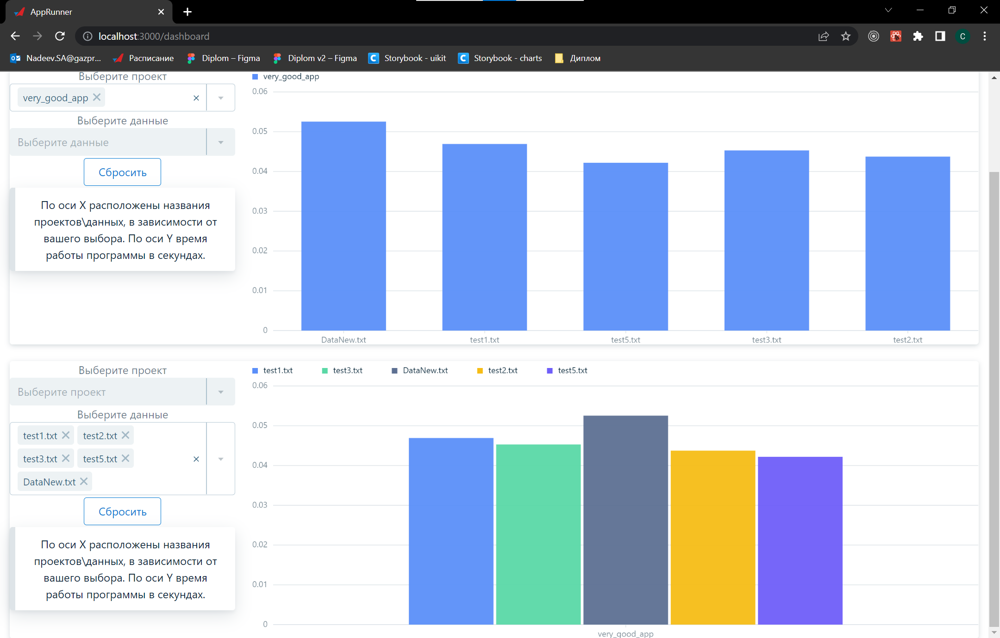 AppRunner
localhost:3000/dashboard
C
Nadeev.SA@gazpr...
Расписание
Diplom – Figma
Diplom v2 – Figma
Storybook - uikit
Storybook - charts
Диплом
Выберите проект
very_good_app
Выберите данные
Выберите данные
Сбросить
По оси X расположены названия
проектов\данных, в зависимости от
вашего выбора. По оси Y время
работы программы в секундах.
very_good_app
0.06
0.05
0.04
0.03
0.02
0.01
0
DataNew.txt
test1.txt
test5.txt
test3.txt
test2.txt
Выберите проект
Выберите проект
Выберите данные
test1.txt test2.txt
test3.txt test5.txt
DataNew.txt
Сбросить
По оси X расположены названия
проектов\данных, в зависимости от
вашего выбора. По оси Y время
работы программы в секундах.
test1.txt test3.txt DataNew.txt test2.txt test5.txt
0.06
0.05
0.04
0.03
0.02
0.01
0
very_good_app